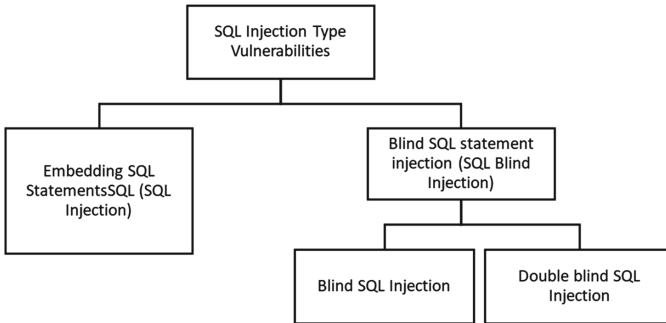 SQL Injection Type
Vulnerabilities
Embedding SQL
StatementsSQL (SQL
Injection)
Blind SQL statement
injection (SQL Blind
Injection)
Blind SQL Injection
Double blind SQL
Injection